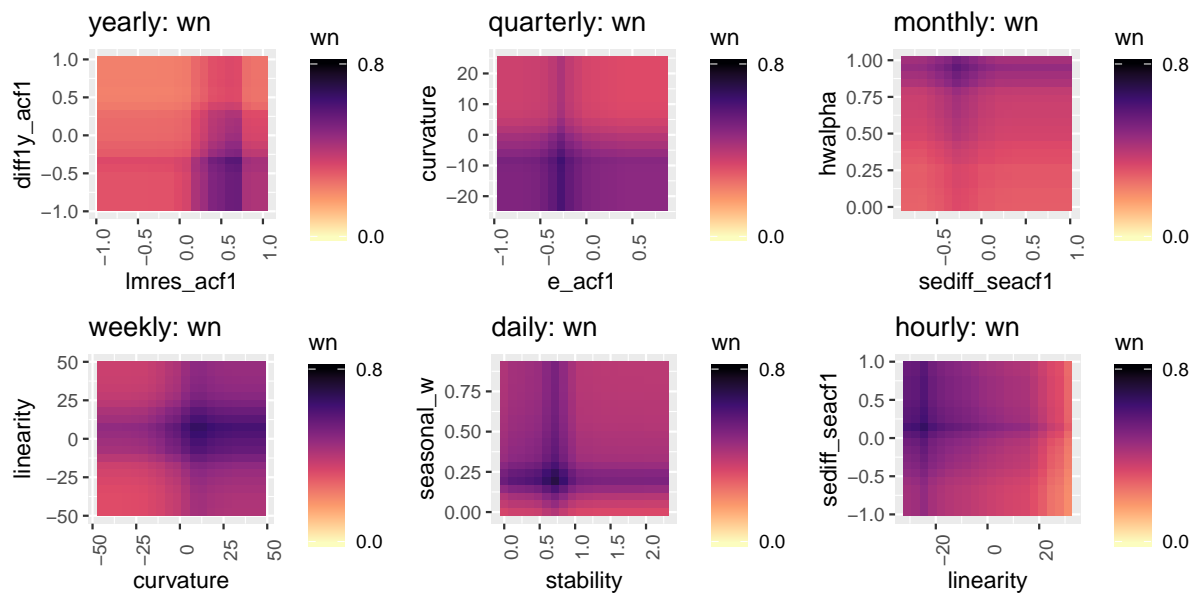 yearly: wn
wn
0.8
0.0
1.0
0.5
0.0
−0.5
−1.0
diff1y_acf1
−1.0
−0.5
0.0
0.5
1.0
lmres_acf1
quarterly: wn
wn
0.8
0.0
20
10
0
−10
−20
curvature
−1.0
−0.5
0.0
0.5
e_acf1
monthly: wn
wn
0.8
0.0
1.00
0.75
0.50
0.25
0.00
hwalpha
−0.5
0.0
0.5
1.0
sediff_seacf1
weekly: wn
wn
0.8
0.0
50
25
0
−25
−50
linearity
−50
−25
0
25
50
curvature
daily: wn
wn
0.8
0.0
0.75
0.50
0.25
0.00
seasonal_w
0.0
0.5
1.0
1.5
2.0
stability
hourly: wn
wn
0.8
0.0
1.0
0.5
0.0
−0.5
−1.0
sediff_seacf1
−20
0
20
linearity